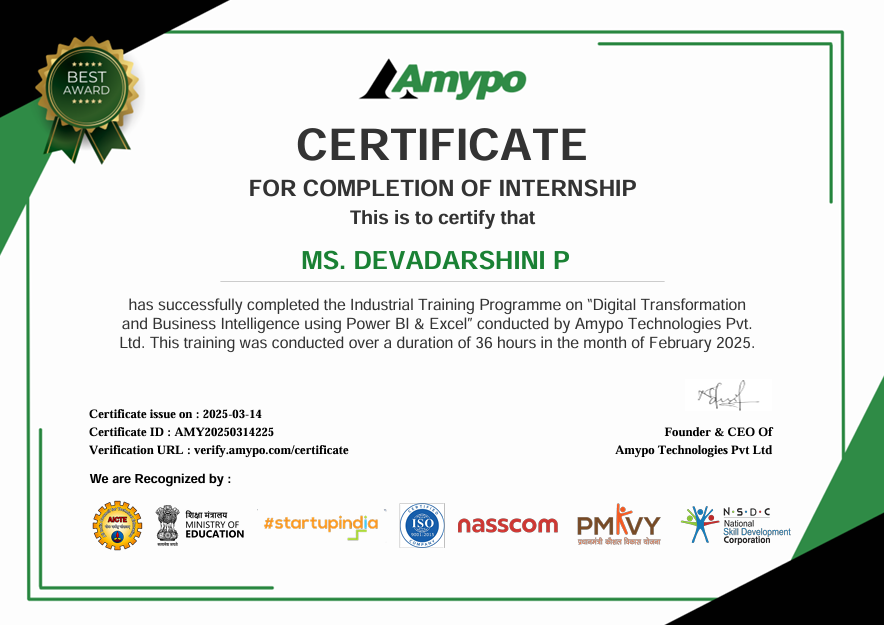 BEST
AWARD
Amypo
CERTIFICATE
FOR COMPLETION OF INTERNSHIP
This is to certify that
MS. DEVADARSHINI P
has successfully completed the Industrial Training Programme on "Digital Transformation
and Business Intelligence using Power BI & Excel" conducted by Amypo Technologies Pvt.
Ltd. This training was conducted over a duration of 36 hours in the month of February 2025.
Certificate issue on : 2025-03-14
Certificate ID : AMY20250314225
Verification URL : verify.amypo.com/certificate
Founder & CEO Of
Amypo Technologies Pvt Ltd
We are Recognized by :
AICTE
शिक्षा मंत्रालय
MINISTRY OF
EDUCATION
#startupindia
CERTIFIED
ISO
9001:2015
COMPANY
nasscom
PMKVY
प्रधानमंत्री कौशल विकास योजना
N·S·D·C
National
Skill Development
Corporation